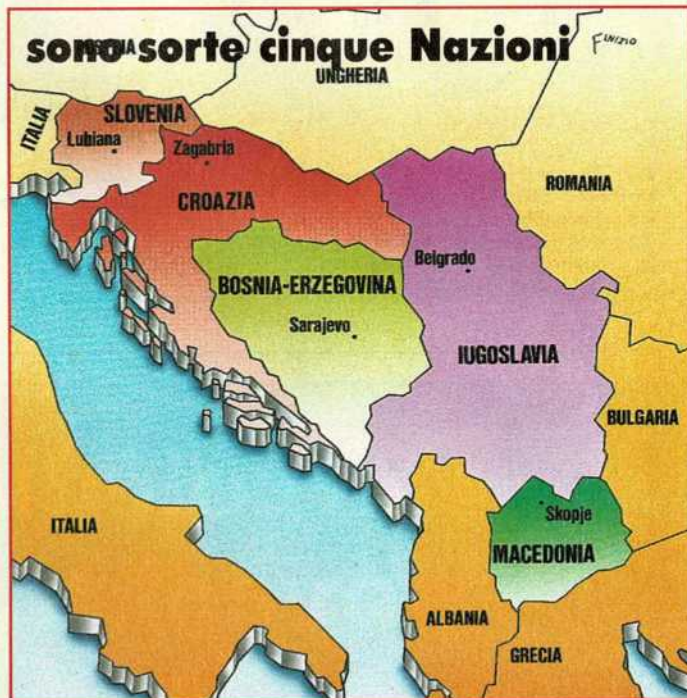 sono sorte cinque Nazioni
FINIZIO
UNGHERIA
ITALIA
SLOVENIA
Lubiana
Zagabria
CROAZIA
ROMANIA
BOSNIA-ERZEGOVINA
Belgrado
Sarajevo
IUGOSLAVIA
BULGARIA
ITALIA
Skopje
MACEDONIA
ALBANIA
GRECIA